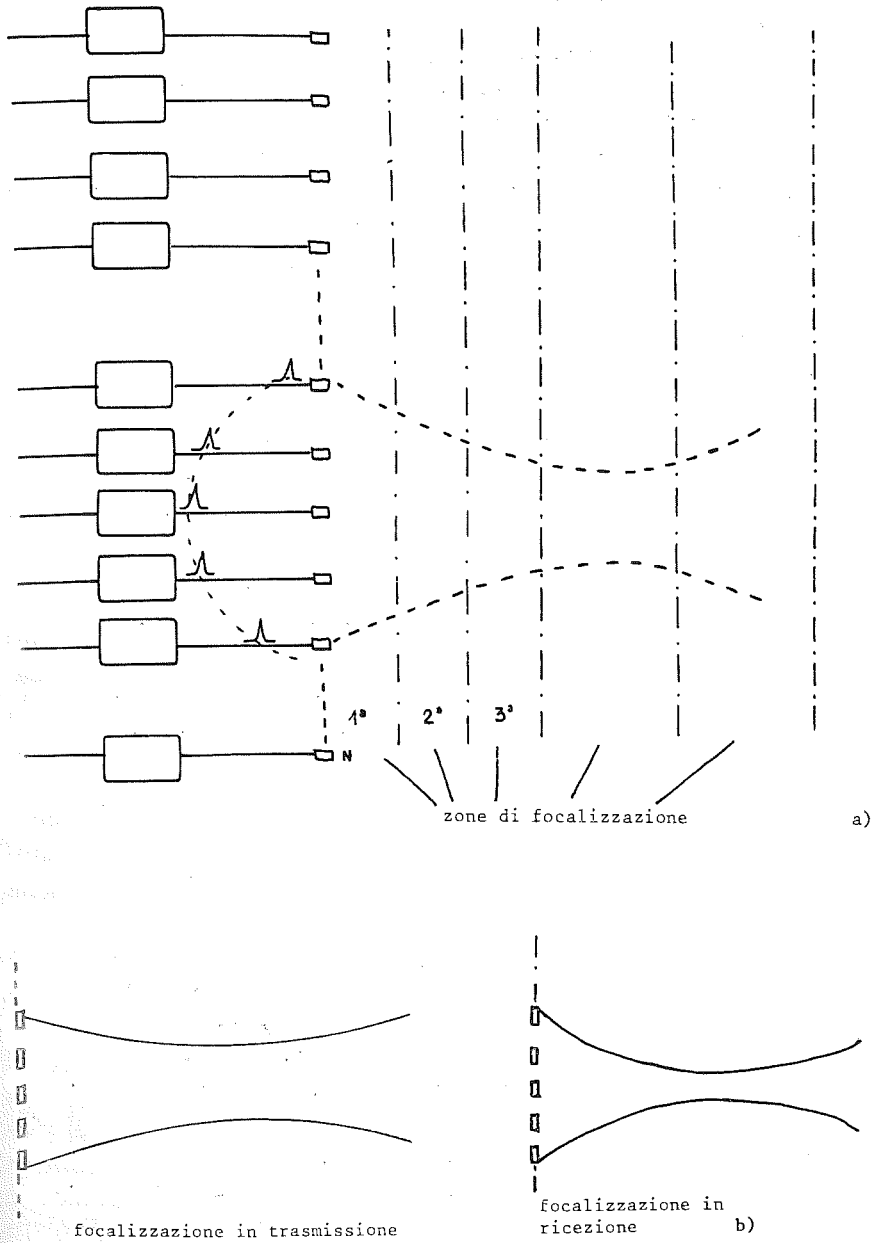 1ª 2ª 3ª
N
zone di focalizzazione
a)
focalizzazione in trasmissione
focalizzazione in
ricezione
b)